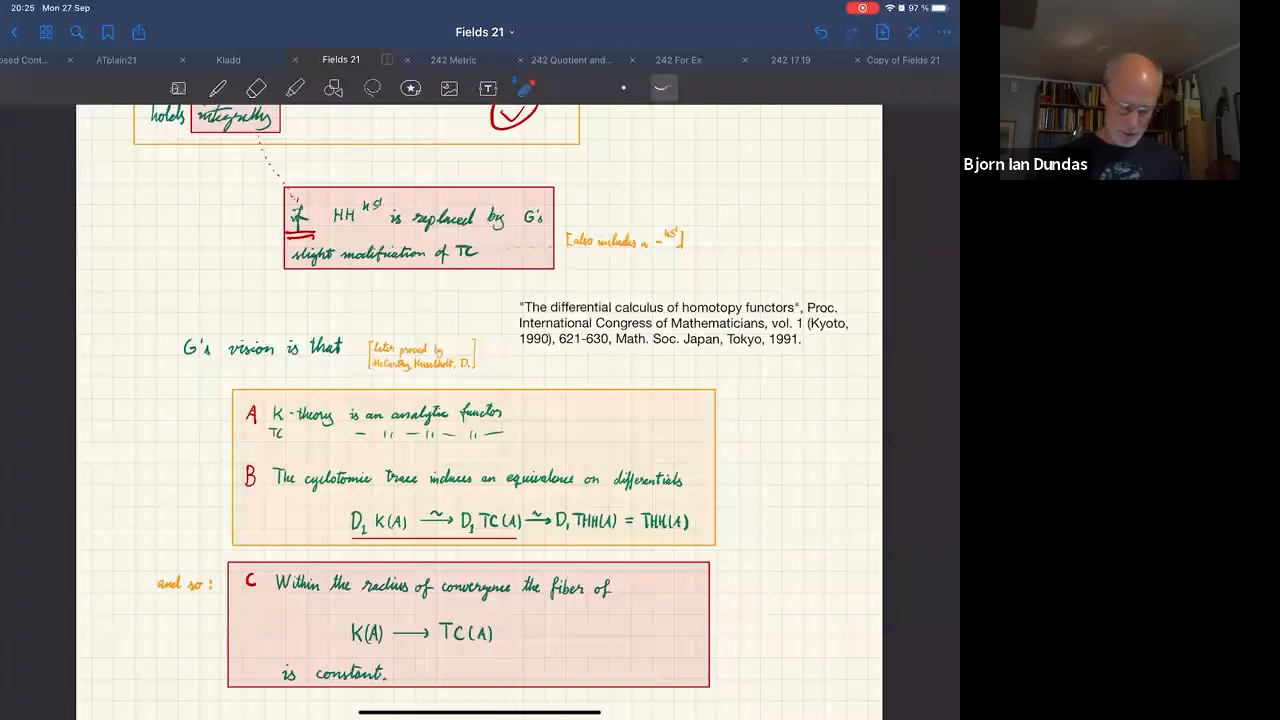 20:25 Mon 27 Sep
97 %
Fields 21
osed Cont...
ATplain21
Kladd
Fields 21
242 Metric
242 Quotient and...
242 For Ex
242 17.19
Copy of Fields 21
holds integrally
if HH^hS¹ is replaced by G's
slight modification of TC
[also includes a -^hS¹]
"The differential calculus of homotopy functors", Proc.
International Congress of Mathematicians, vol. 1 (Kyoto,
1990), 621-630, Math. Soc. Japan, Tokyo, 1991.
G's vision is that
[later proved by
McCarthy, Hesselholt, D.]
A K-theory is an analytic functor
TC — " — " — " —
B The cyclotomic trace induces an equivalence on differentials
D₁ K(A) →~ D₁ TC(A) →~ D₁ THH(A) = THH(A)
and so:
C Within the radius of convergence the fiber of
K(A) ⟶ TC(A)
is constant.
Bjorn Ian Dundas